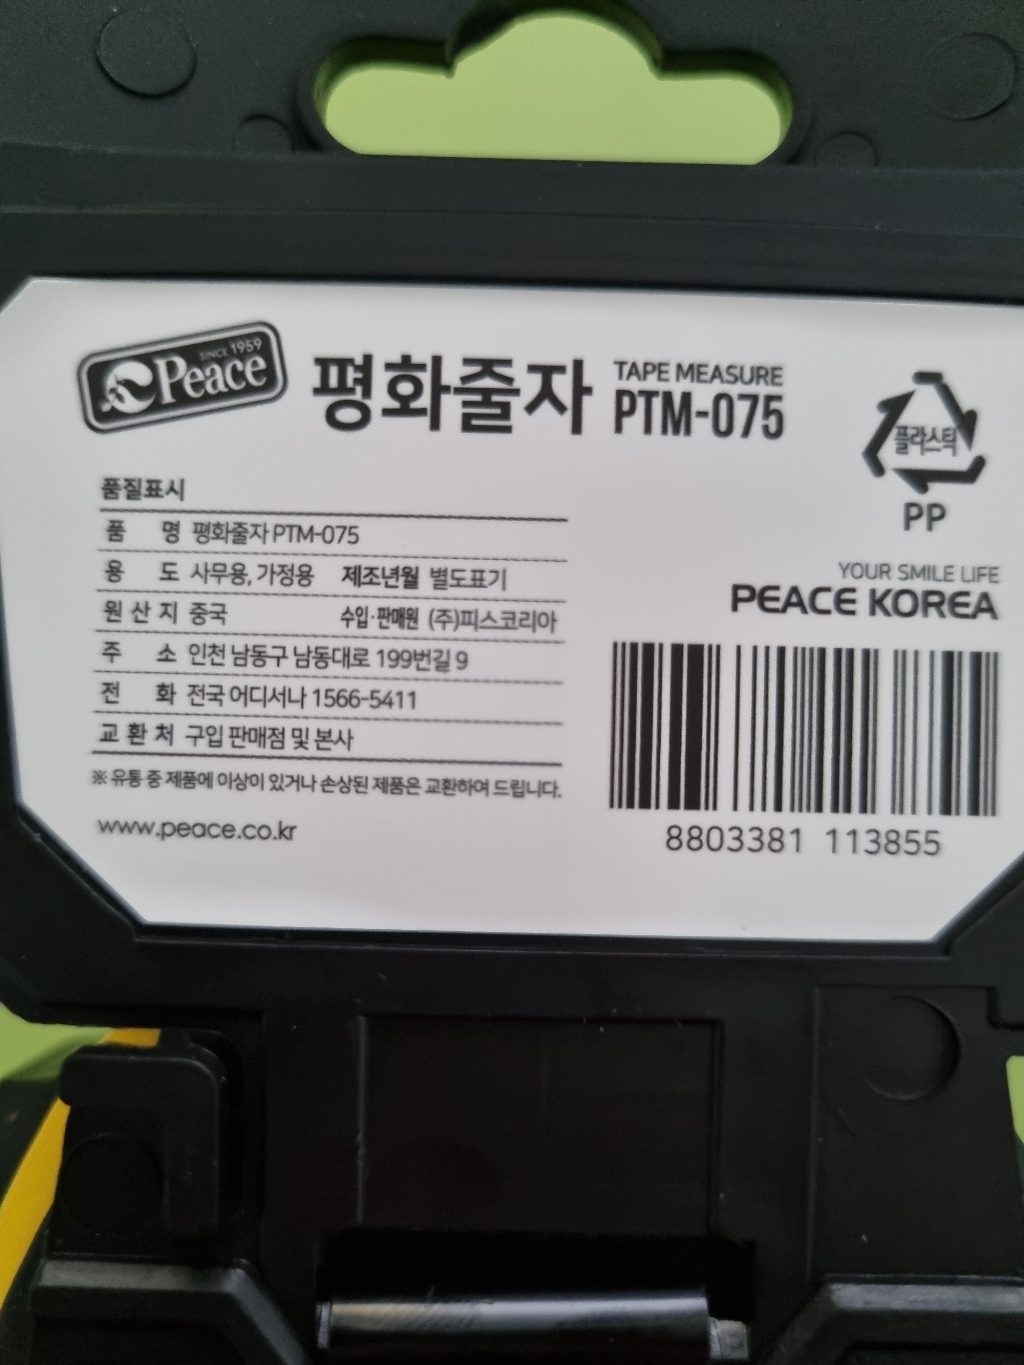 SINCE 1959
Peace
평화줄자
TAPE MEASURE
PTM-075
플라스틱
PP
품질표시
품 명 평화줄자 PTM-075
용 도 사무용, 가정용 제조년월 별도표기
원 산 지 중국 수입·판매원 (주)피스코리아
주 소 인천 남동구 남동대로 199번길 9
전 화 전국 어디서나 1566-5411
교 환 처 구입 판매점 및 본사
※ 유통 중 제품에 이상이 있거나 손상된 제품은 교환하여 드립니다.
www.peace.co.kr
YOUR SMILE LIFE
PEACE KOREA
8803381 113855